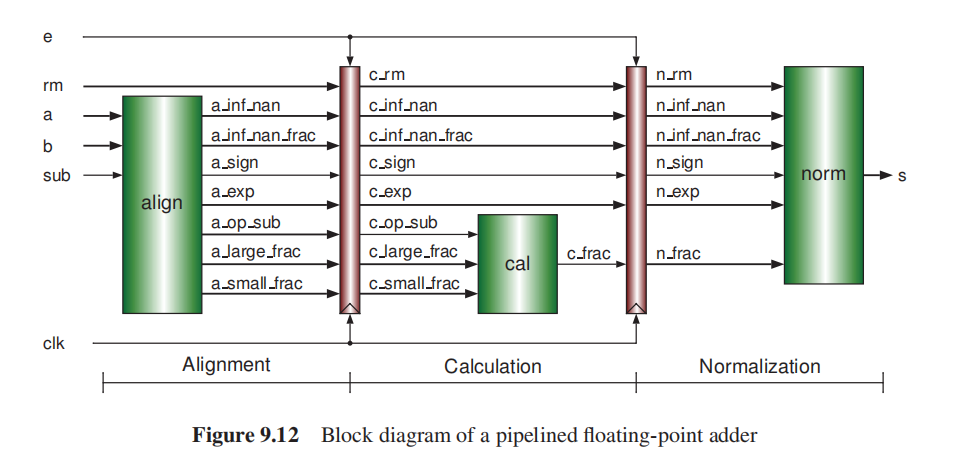 e
rm c_rm n_rm
a a_inf_nan c_inf_nan n_inf_nan
b a_inf_nan_frac c_inf_nan_frac n_inf_nan_frac
sub a_sign c_sign n_sign norm s
align a_exp c_exp n_exp
a_op_sub c_op_sub
a_large_frac c_large_frac cal c_frac n_frac
a_small_frac c_small_frac
clk
Alignment Calculation Normalization
Figure 9.12 Block diagram of a pipelined floating-point adder